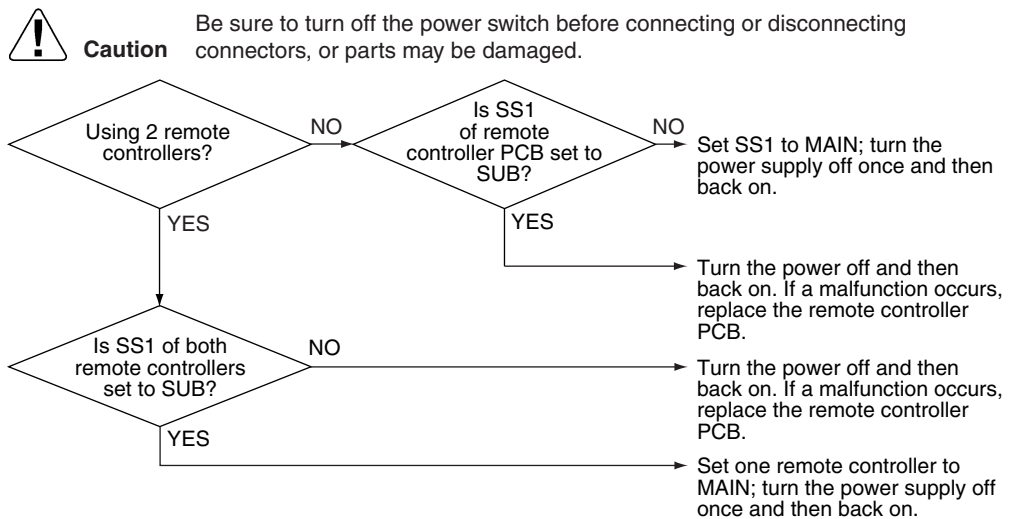 Be sure to turn off the power switch before connecting or disconnecting
Caution connectors, or parts may be damaged.
Using 2 remote
controllers?
NO
Is SS1
of remote
controller PCB set to
SUB?
NO
Set SS1 to MAIN; turn the
power supply off once and then
back on.
YES
YES
Turn the power off and then
back on. If a malfunction occurs,
replace the remote controller
PCB.
Is SS1 of both
remote controllers
set to SUB?
NO
Turn the power off and then
back on. If a malfunction occurs,
replace the remote controller
PCB.
YES
Set one remote controller to
MAIN; turn the power supply off
once and then back on.